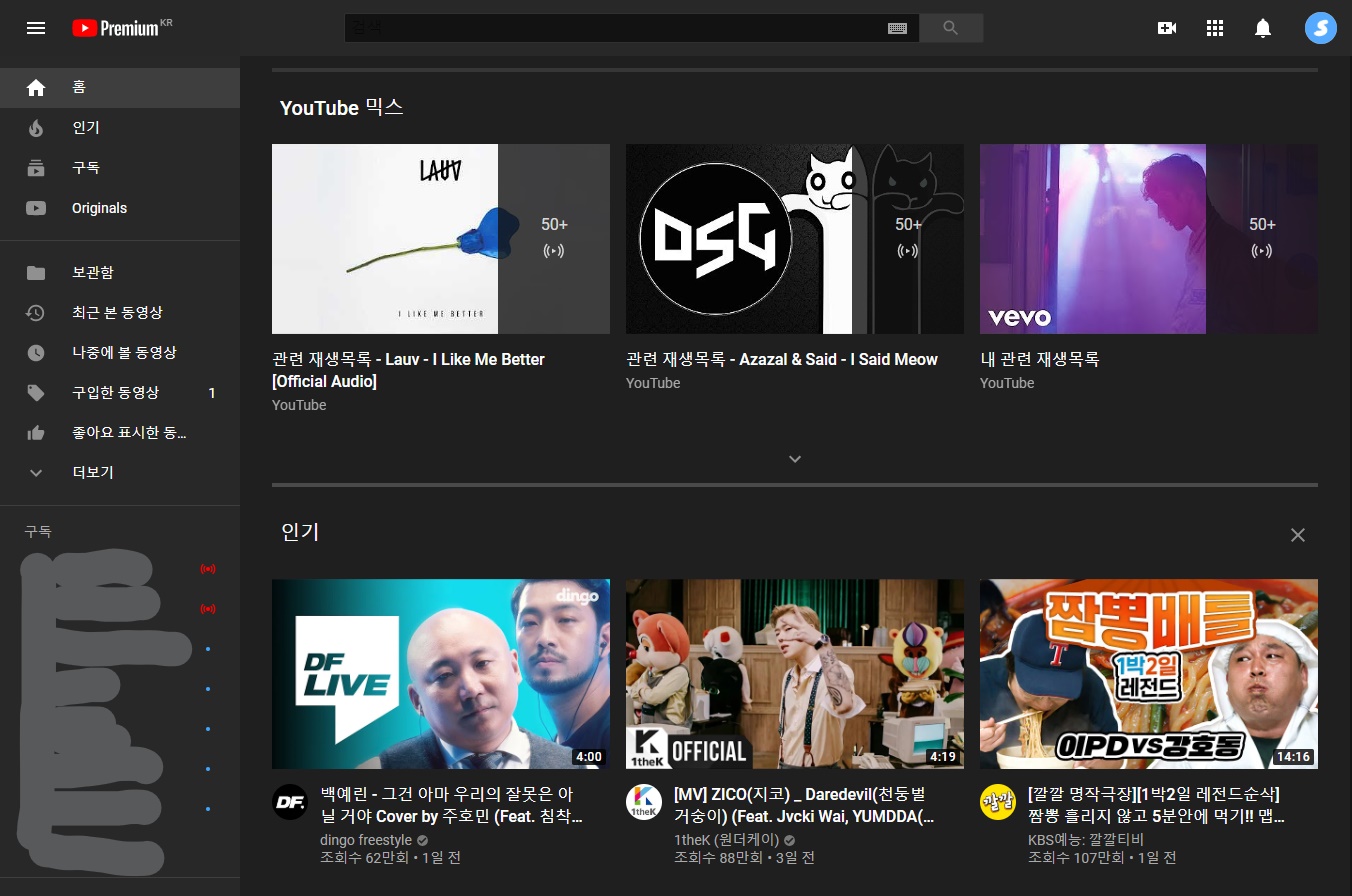 Premium KR
검색
홈
인기
구독
Originals
보관함
최근 본 동영상
나중에 볼 동영상
구입한 동영상 1
좋아요 표시한 동...
더보기
구독
YouTube 믹스
LAUV
I LIKE ME BETTER
50+
관련 재생목록 - Lauv - I Like Me Better
[Official Audio]
YouTube
DSG
50+
관련 재생목록 - Azazal & Said - I Said Meow
YouTube
vevo
50+
내 관련 재생목록
YouTube
인기
dingo
DF
LIVE
4:00
DF.
백예린 - 그건 아마 우리의 잘못은 아
닐 거야 Cover by 주호민 (Feat. 침착...
dingo freestyle
조회수 62만회 • 1일 전
K
1theK
OFFICIAL
4:19
1theK
[MV] ZICO(지코) _ Daredevil(천둥벌
거숭이) (Feat. Jvcki Wai, YUMDDA(...
1theK (원더케이)
조회수 88만회 • 3일 전
짬뽕배틀
1박2일
레전드
이PD vs 강호동
14:16
깔깔
[깔깔 명작극장][1박2일 레전드순삭]
짬뽕 흘리지 않고 5분안에 먹기!! 맵...
KBS예능: 깔깔티비
조회수 107만회 • 1일 전